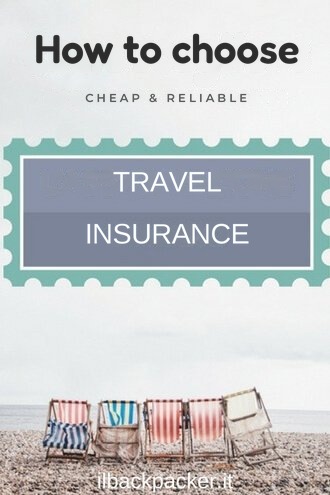 How to choose
CHEAP & RELIABLE
TRAVEL
INSURANCE
ilbackpacker.it